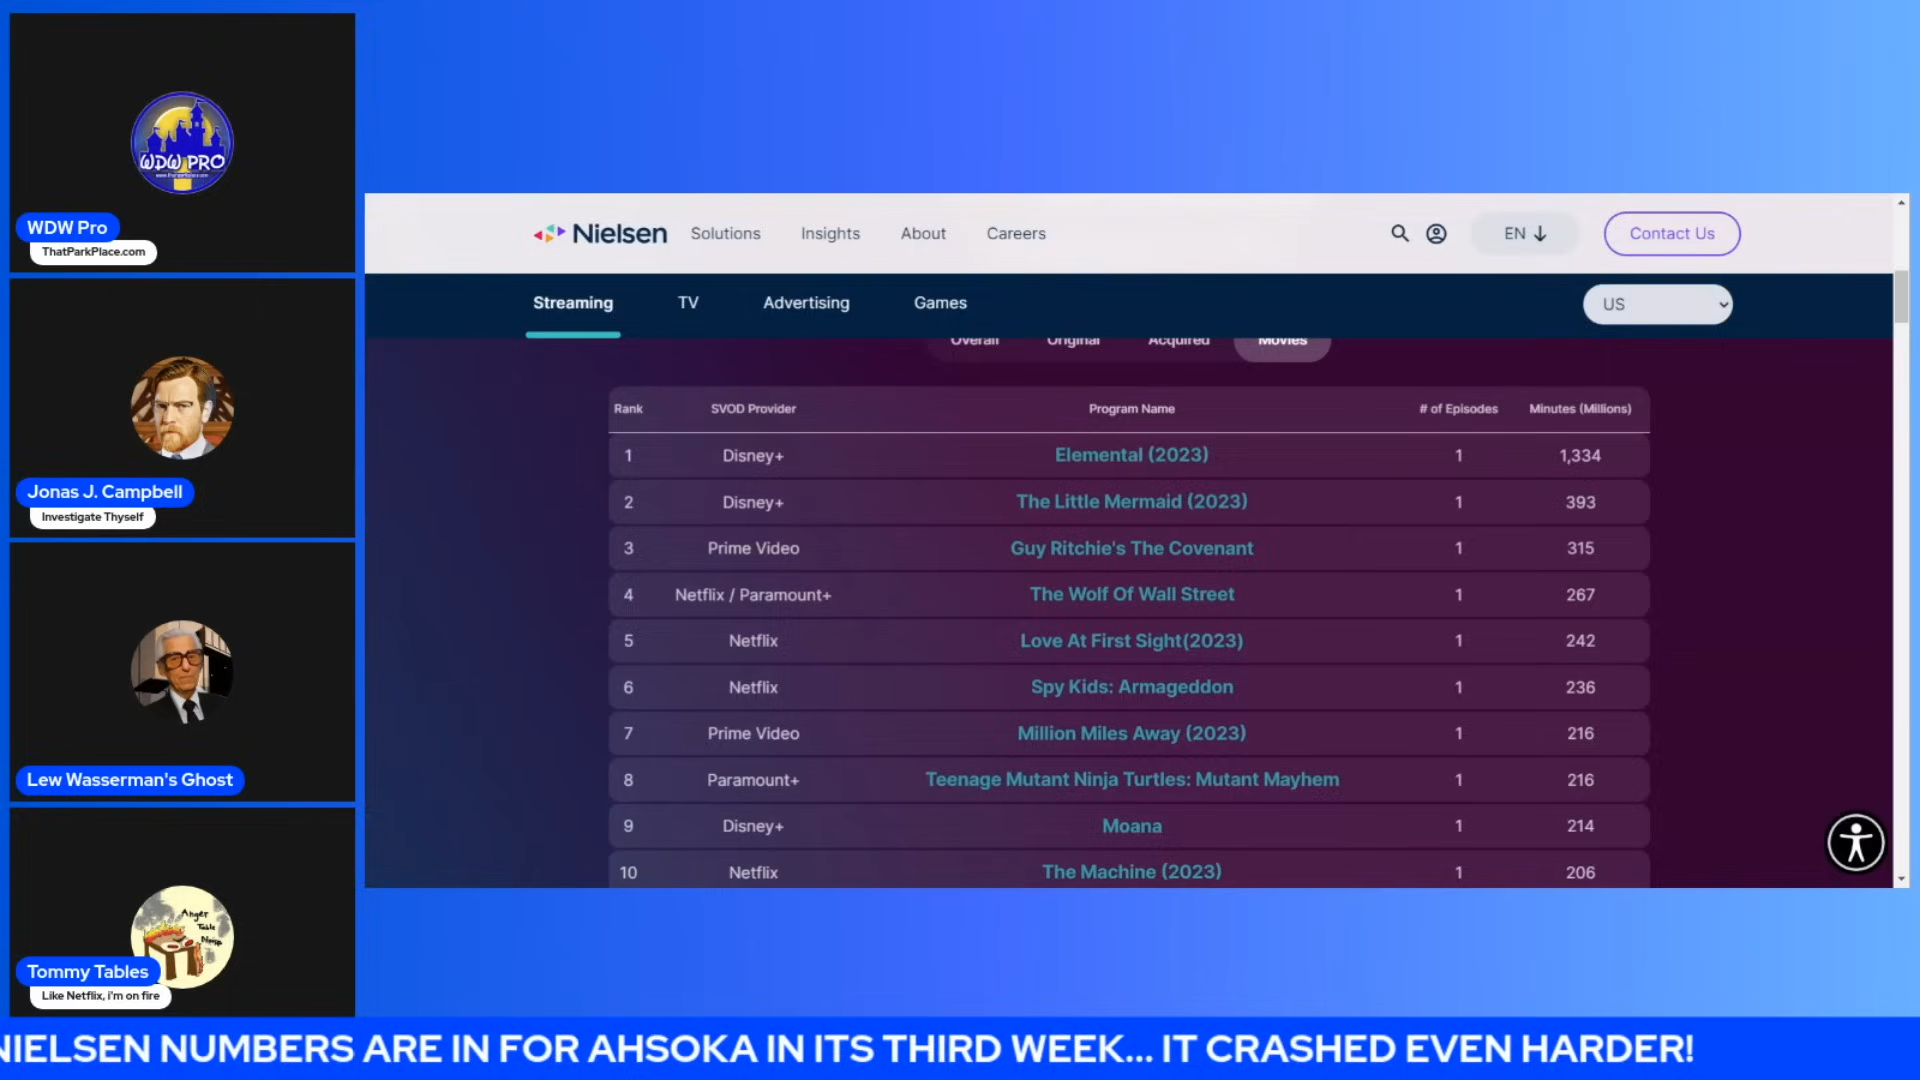 WDW PRO
WDW Pro
ThatParkPlace.com
Jonas J. Campbell
Investigate Thyself
Lew Wasserman's Ghost
Anger
Table
Tommy Tables
Like Netflix, i'm on fire
Nielsen Solutions Insights About Careers EN Contact Us
Streaming TV Advertising Games US
Overall Original Acquired Movies
Rank SVOD Provider Program Name # of Episodes Minutes (Millions)
1 Disney+ Elemental (2023) 1 1,334
2 Disney+ The Little Mermaid (2023) 1 393
3 Prime Video Guy Ritchie's The Covenant 1 315
4 Netflix / Paramount+ The Wolf Of Wall Street 1 267
5 Netflix Love At First Sight(2023) 1 242
6 Netflix Spy Kids: Armageddon 1 236
7 Prime Video Million Miles Away (2023) 1 216
8 Paramount+ Teenage Mutant Ninja Turtles: Mutant Mayhem 1 216
9 Disney+ Moana 1 214
10 Netflix The Machine (2023) 1 206
NIELSEN NUMBERS ARE IN FOR AHSOKA IN ITS THIRD WEEK... IT CRASHED EVEN HARDER!